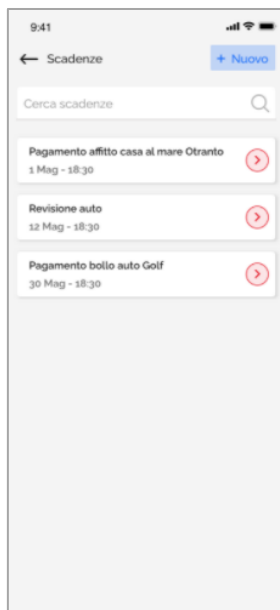 9:41
Scadenze
+ Nuovo
Cerca scadenze
Pagamento affitto casa al mare Otranto
1 Mag - 18:30
Revisione auto
12 Mag - 18:30
Pagamento bollo auto Golf
30 Mag - 18:30